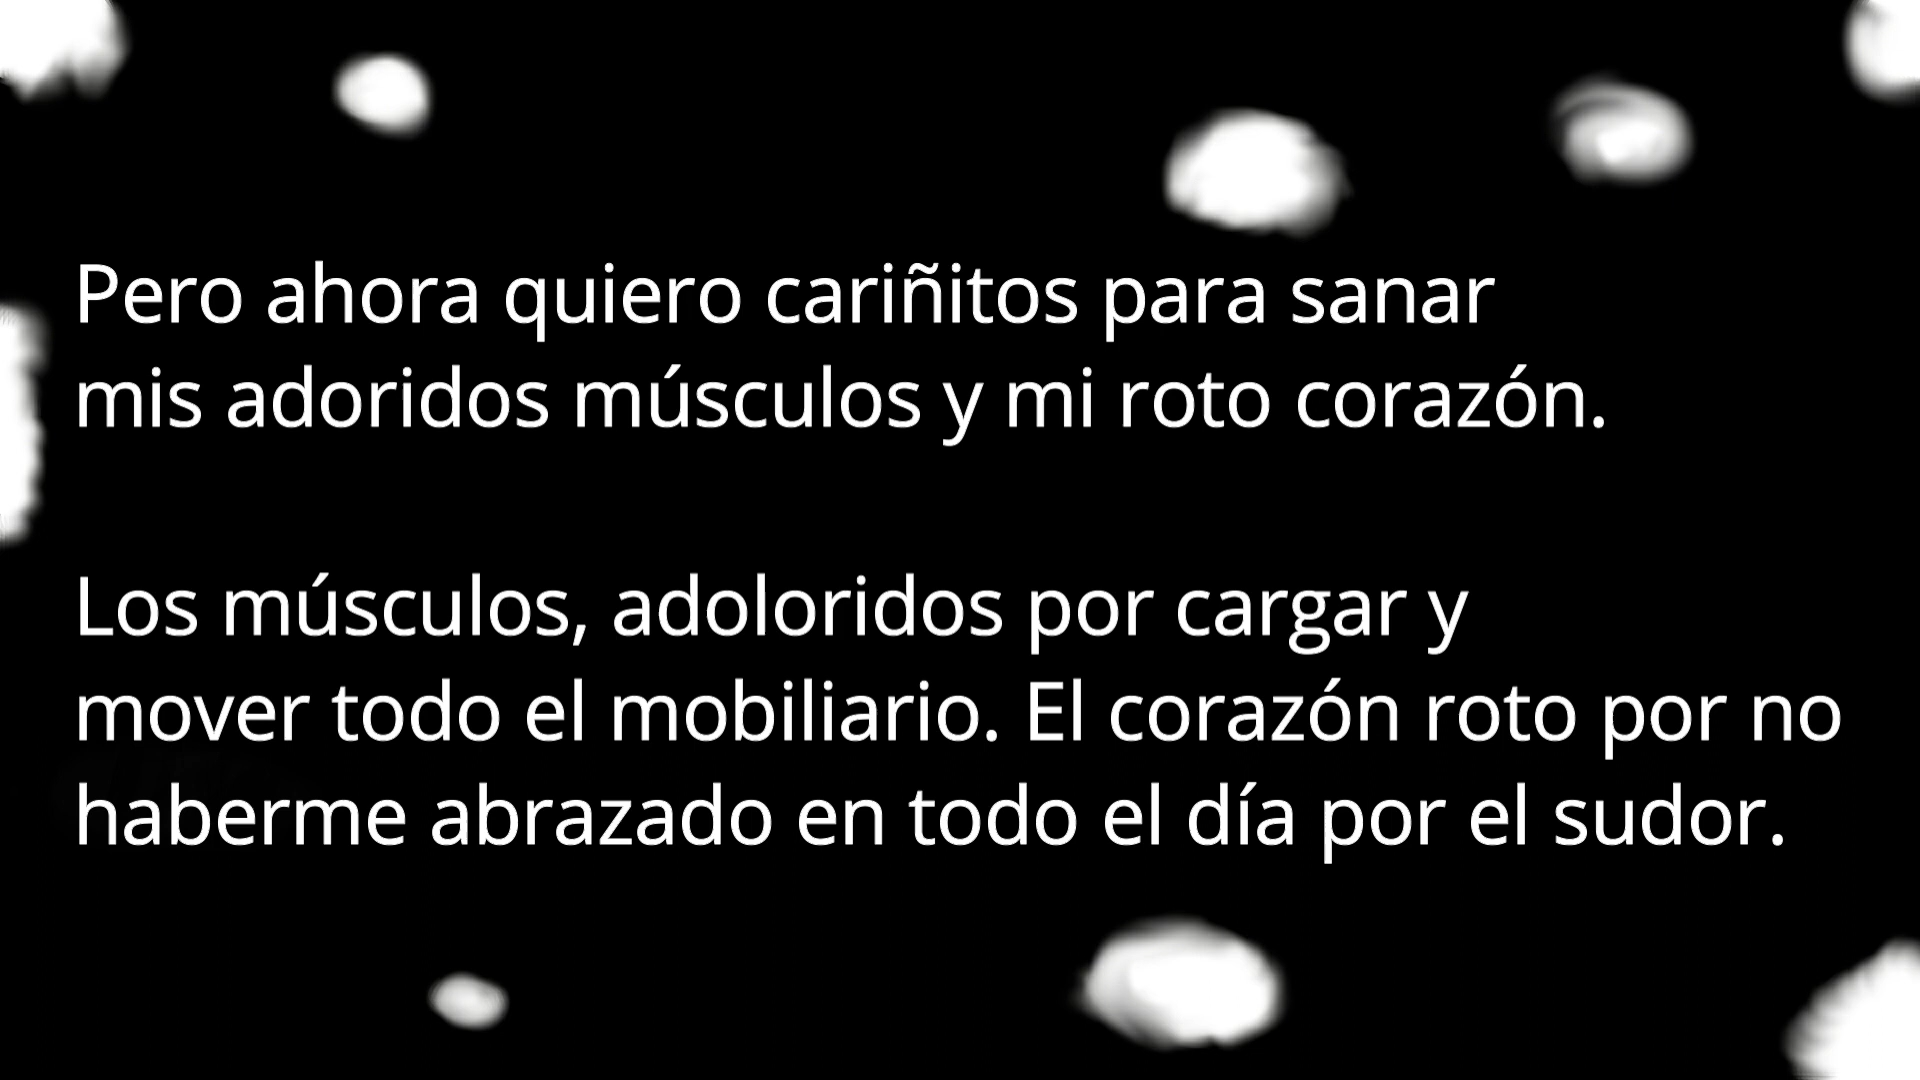 Pero ahora quiero cariñitos para sanar
mis adoridos músculos y mi roto corazón.
Los músculos, adoloridos por cargar y
mover todo el mobiliario. El corazón roto por no
haberme abrazado en todo el día por el sudor.